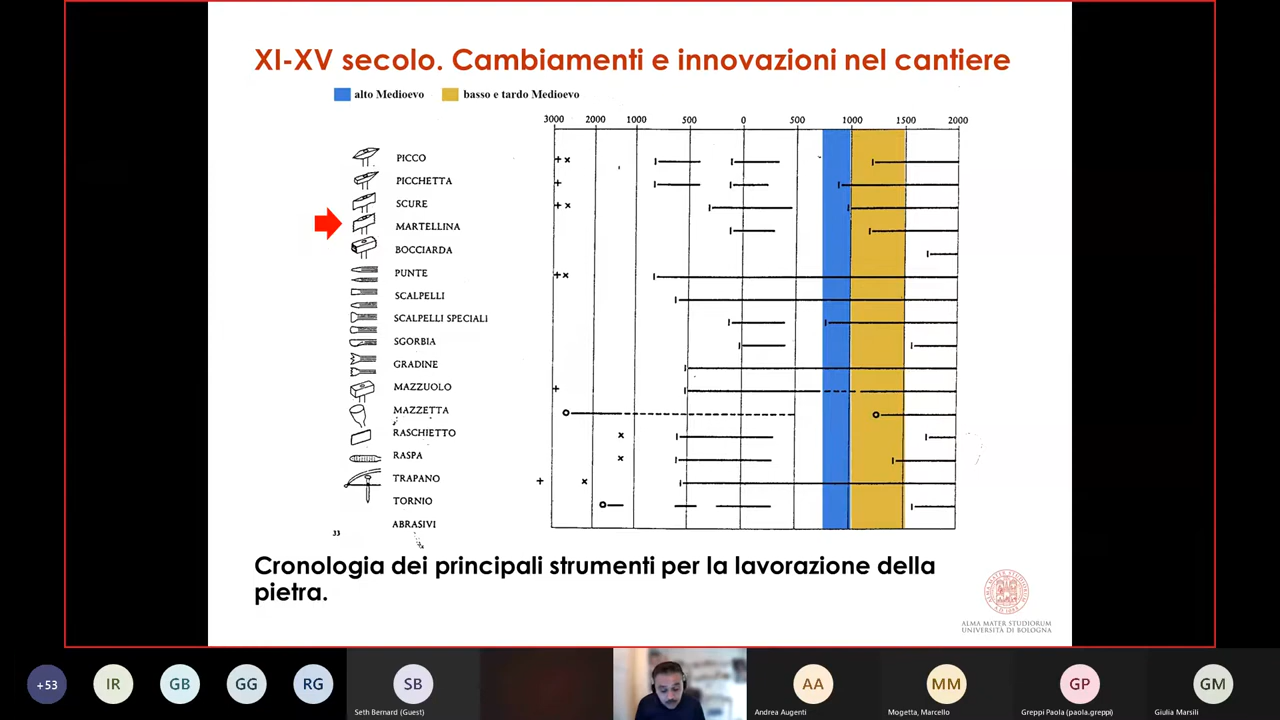 XI-XV secolo. Cambiamenti e innovazioni nel cantiere
alto Medioevo
basso e tardo Medioevo
3000 2000 1000 500 0 500 1000 1500 2000
PICCO
PICCHETTA
SCURE
MARTELLINA
BOCCIARDA
PUNTE
SCALPELLI
SCALPELLI SPECIALI
SGORBIA
GRADINE
MAZZUOLO
MAZZETTA
RASCHIETTO
RASPA
TRAPANO
TORNIO
ABRASIVI
33
Cronologia dei principali strumenti per la lavorazione della
pietra.
ALMA MATER STUDIORUM
UNIVERSITÀ DI BOLOGNA
+53
IR
GB
GG
RG
SB
Seth Bernard (Guest)
AA
Andrea Augenti
MM
Mogetta, Marcello
GP
Greppi Paola (paola.greppi)
GM
Giulia Marsili